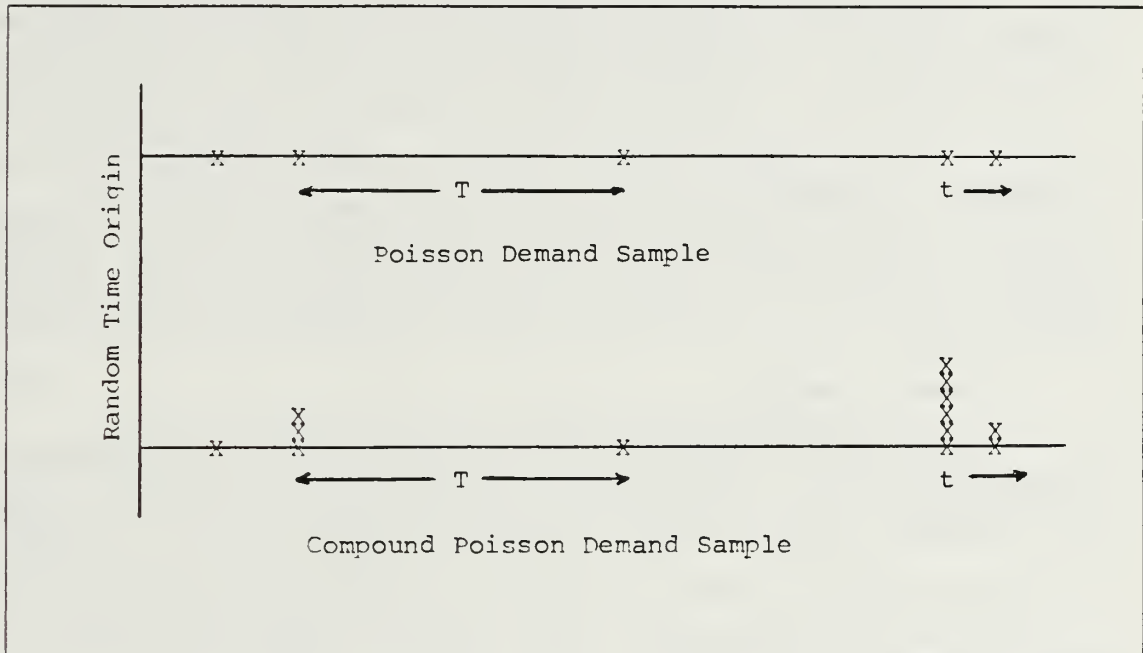 Random Time Origin
X X X X X
T t
Poisson Demand Sample
X
X
X
X
X X
X X X
X X X X X
T t
Compound Poisson Demand Sample